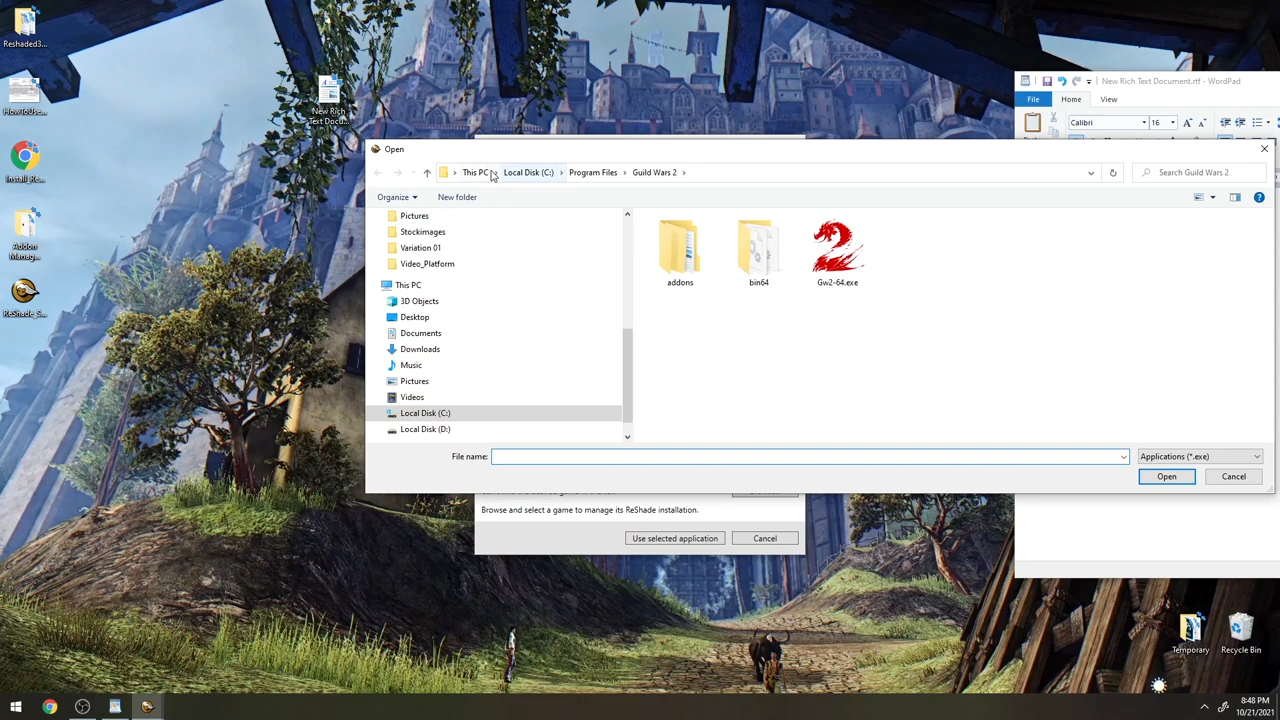 Reshaded3...
HowToUse...
Install_Re...
Addon
Manag...
ReShade_S...
New Rich
Text Docu...
New Rich Text Document.rtf - WordPad
File Home View
Calibri 16
Open
This PC Local Disk (C:) Program Files Guild Wars 2
Search Guild Wars 2
Organize New folder
Pictures
Stockimages
Variation 01
Video_Platform
This PC
3D Objects
Desktop
Documents
Downloads
Music
Pictures
Videos
Local Disk (C:)
Local Disk (D:)
addons bin64 Gw2-64.exe
File name:
Applications (*.exe)
Open Cancel
Browse and select a game to manage its ReShade installation.
Use selected application Cancel
Temporary
Recycle Bin
8:48 PM
10/21/2021